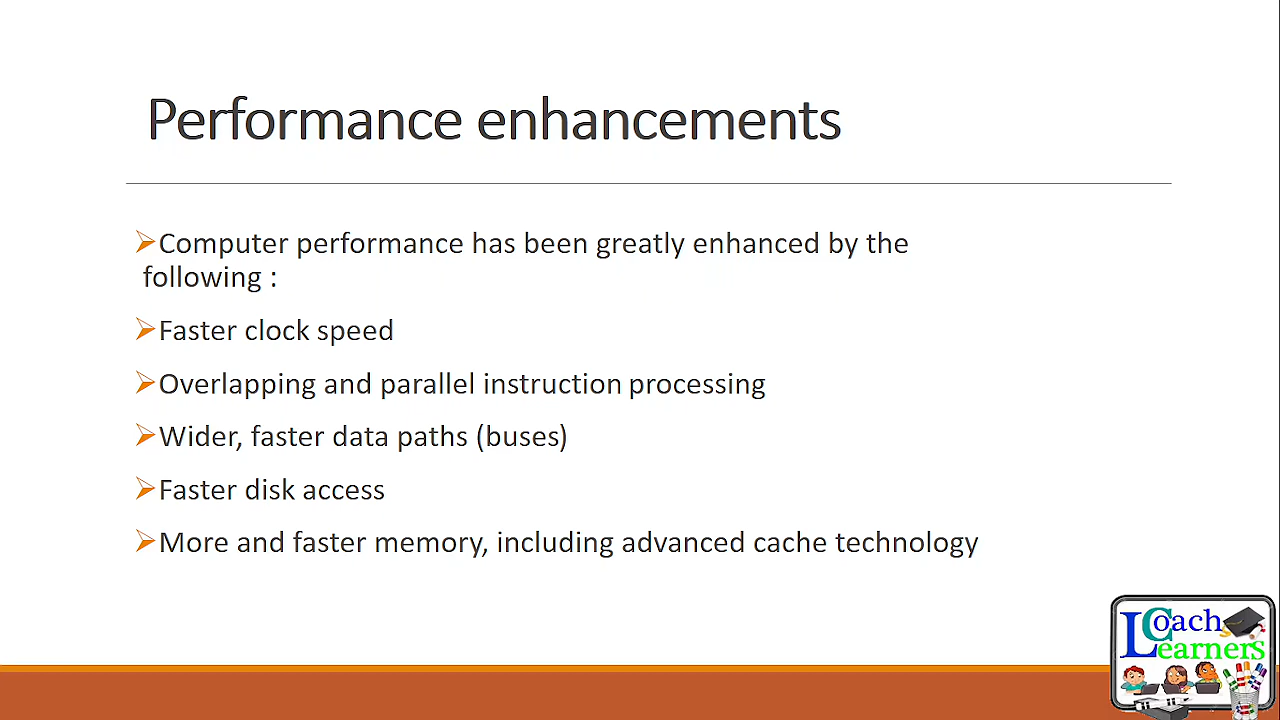 Performance enhancements
➢Computer performance has been greatly enhanced by the
following :
➢Faster clock speed
➢Overlapping and parallel instruction processing
➢Wider, faster data paths (buses)
➢Faster disk access
➢More and faster memory, including advanced cache technology
Coach
Learners